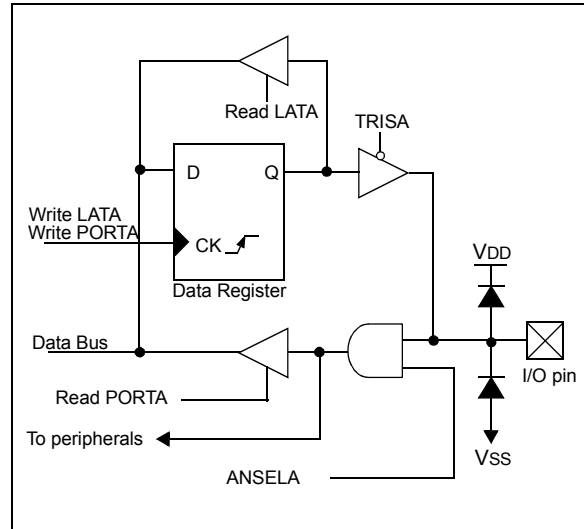 Read LATA
TRISA
D
Q
Write LATA
Write PORTA
CK
Data Register
VDD
Data Bus
I/O pin
Read PORTA
To peripherals
VSS
ANSELA